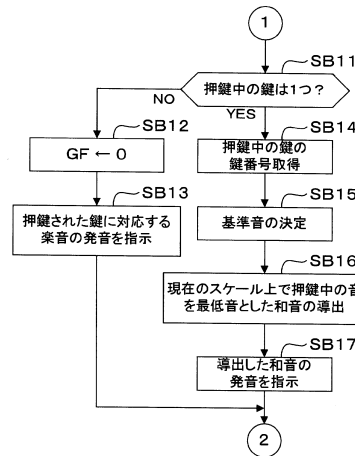 1
SB11
押鍵中の鍵は1つ?
NO
YES
SB12
GF ← 0
SB14
押鍵中の鍵の
鍵番号取得
SB13
押鍵された鍵に対応する
楽音の発音を指示
SB15
基準音の決定
SB16
現在のスケール上で押鍵中の音
を最低音とした和音の導出
SB17
導出した和音の
発音を指示
2